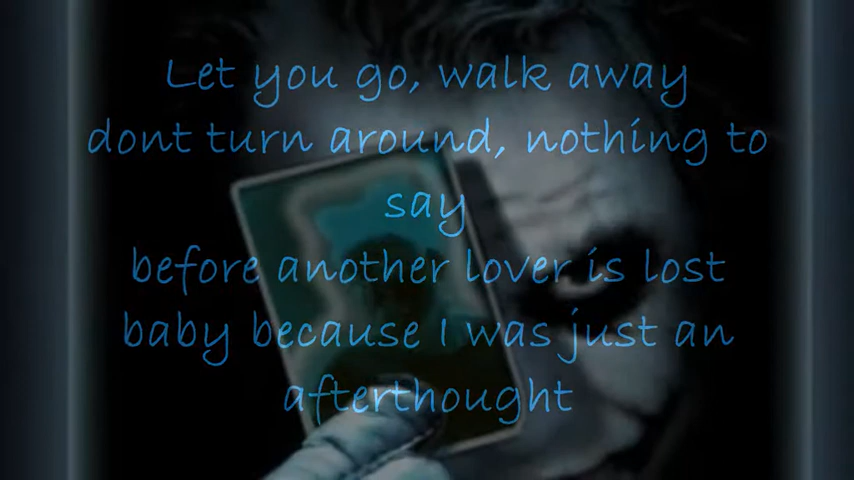 Let you go, walk away
dont turn around, nothing to
say
before another lover is lost
baby because I was just an
afterthought